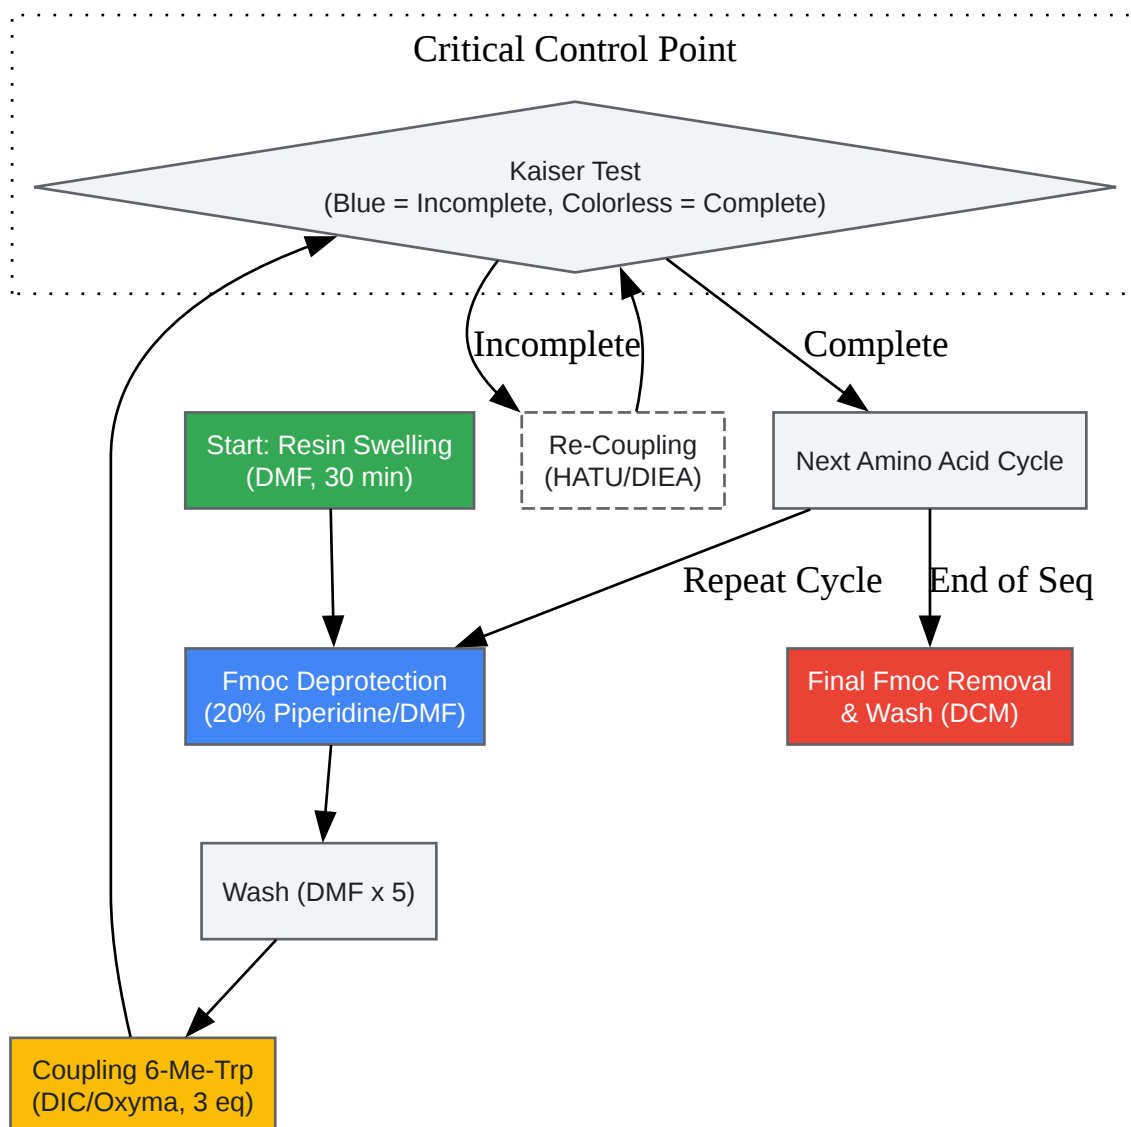 Critical Control Point
Kaiser Test
(Blue = Incomplete, Colorless = Complete)
Incomplete
Complete
Start: Resin Swelling
(DMF, 30 min)
Re-Coupling
(HATU/DIEA)
Next Amino Acid Cycle
Repeat Cycle
End of Seq
Fmoc Deprotection
(20% Piperidine/DMF)
Final Fmoc Removal
& Wash (DCM)
Wash (DMF x 5)
Coupling 6-Me-Trp
(DIC/Oxyma, 3 eq)